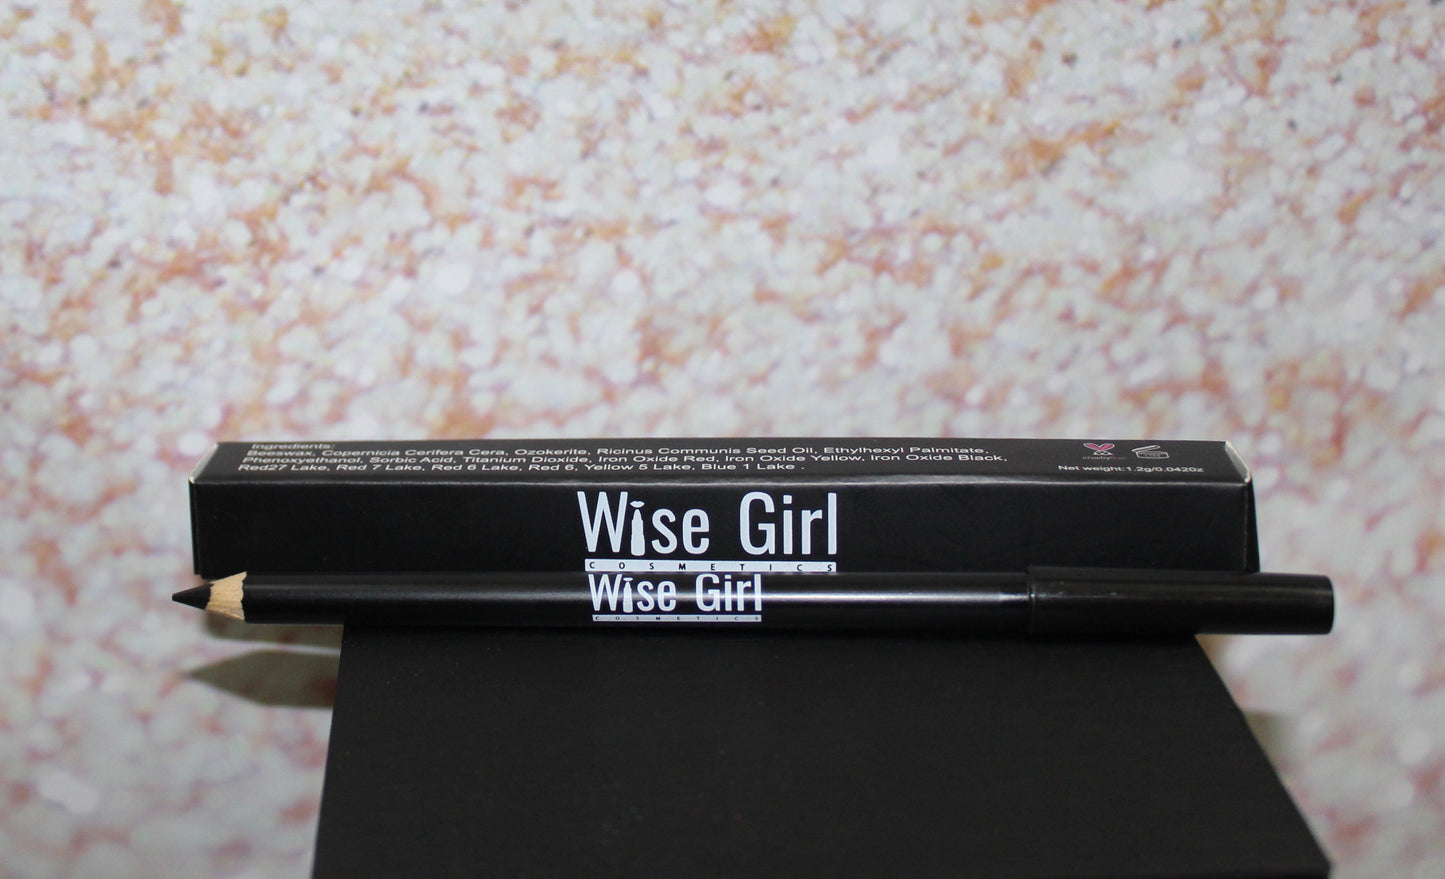 Ingredients:
Beeswax, Copernicia Cerifera Cera, Ozokerite, Ricinus Communis Seed Oil, Ethylhexyl Palmitate,
Phenoxyethanol, Sorbic Acid, Titanium Dioxide, Iron Oxide Red, Iron Oxide Yellow, Iron Oxide Black,
Red27 Lake, Red 7 Lake, Red 6 Lake, Red 6, Yellow 5 Lake, Blue 1 Lake .
crueltyfree
Net weight:1.2g/0.0420z
Wise Girl
COSMETICS
Wise Girl
COSMETICS